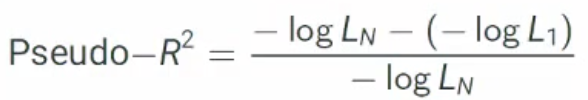 Pseudo–R² = (– log L_N – (– log L_1)) / (– log L_N)